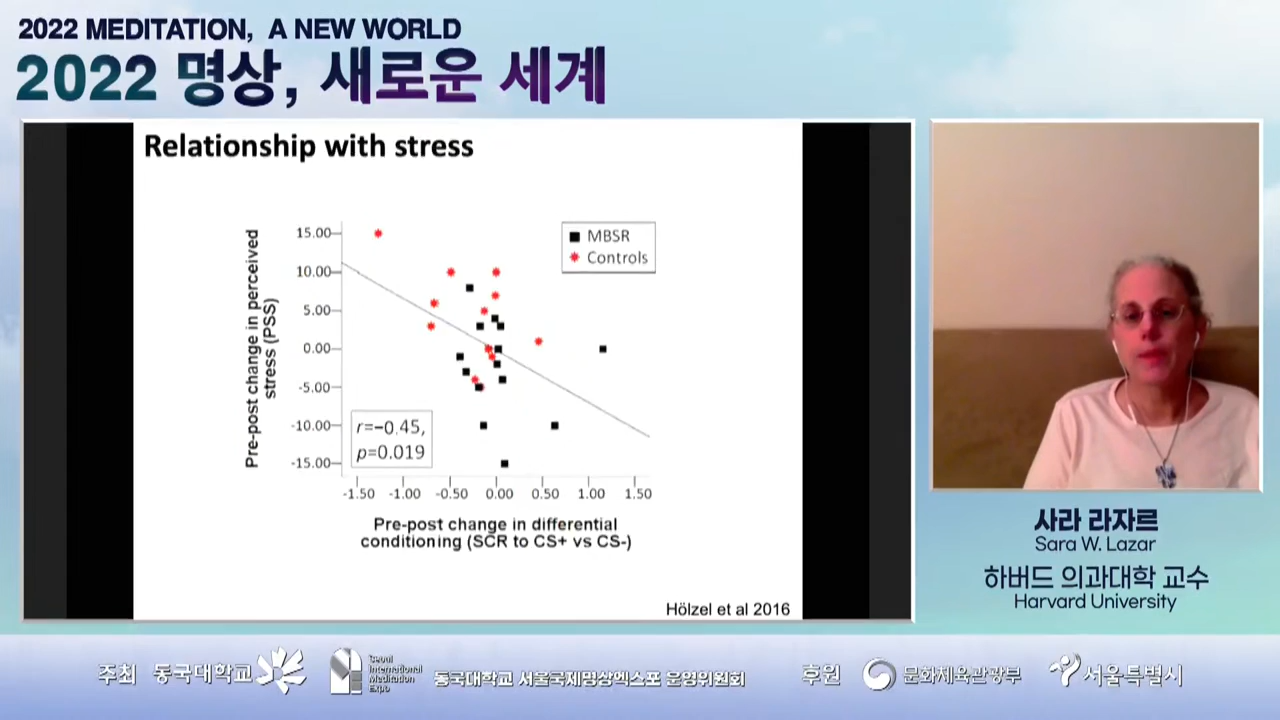 2022 MEDITATION, A NEW WORLD
2022 명상, 새로운 세계
Relationship with stress
Pre-post change in perceived
stress (PSS)
15.00
10.00
5.00
0.00
-5.00
-10.00
-15.00
MBSR
Controls
r=−0.45,
p=0.019
-1.50 -1.00 -0.50 0.00 0.50 1.00 1.50
Pre-post change in differential
conditioning (SCR to CS+ vs CS-)
Hölzel et al 2016
사라 라자르
Sara W. Lazar
하버드 의과대학 교수
Harvard University
주최 동국대학교
Seoul
International
Meditation
Expo
동국대학교 서울국제명상엑스포 운영위원회
후원 문화체육관광부 서울특별시